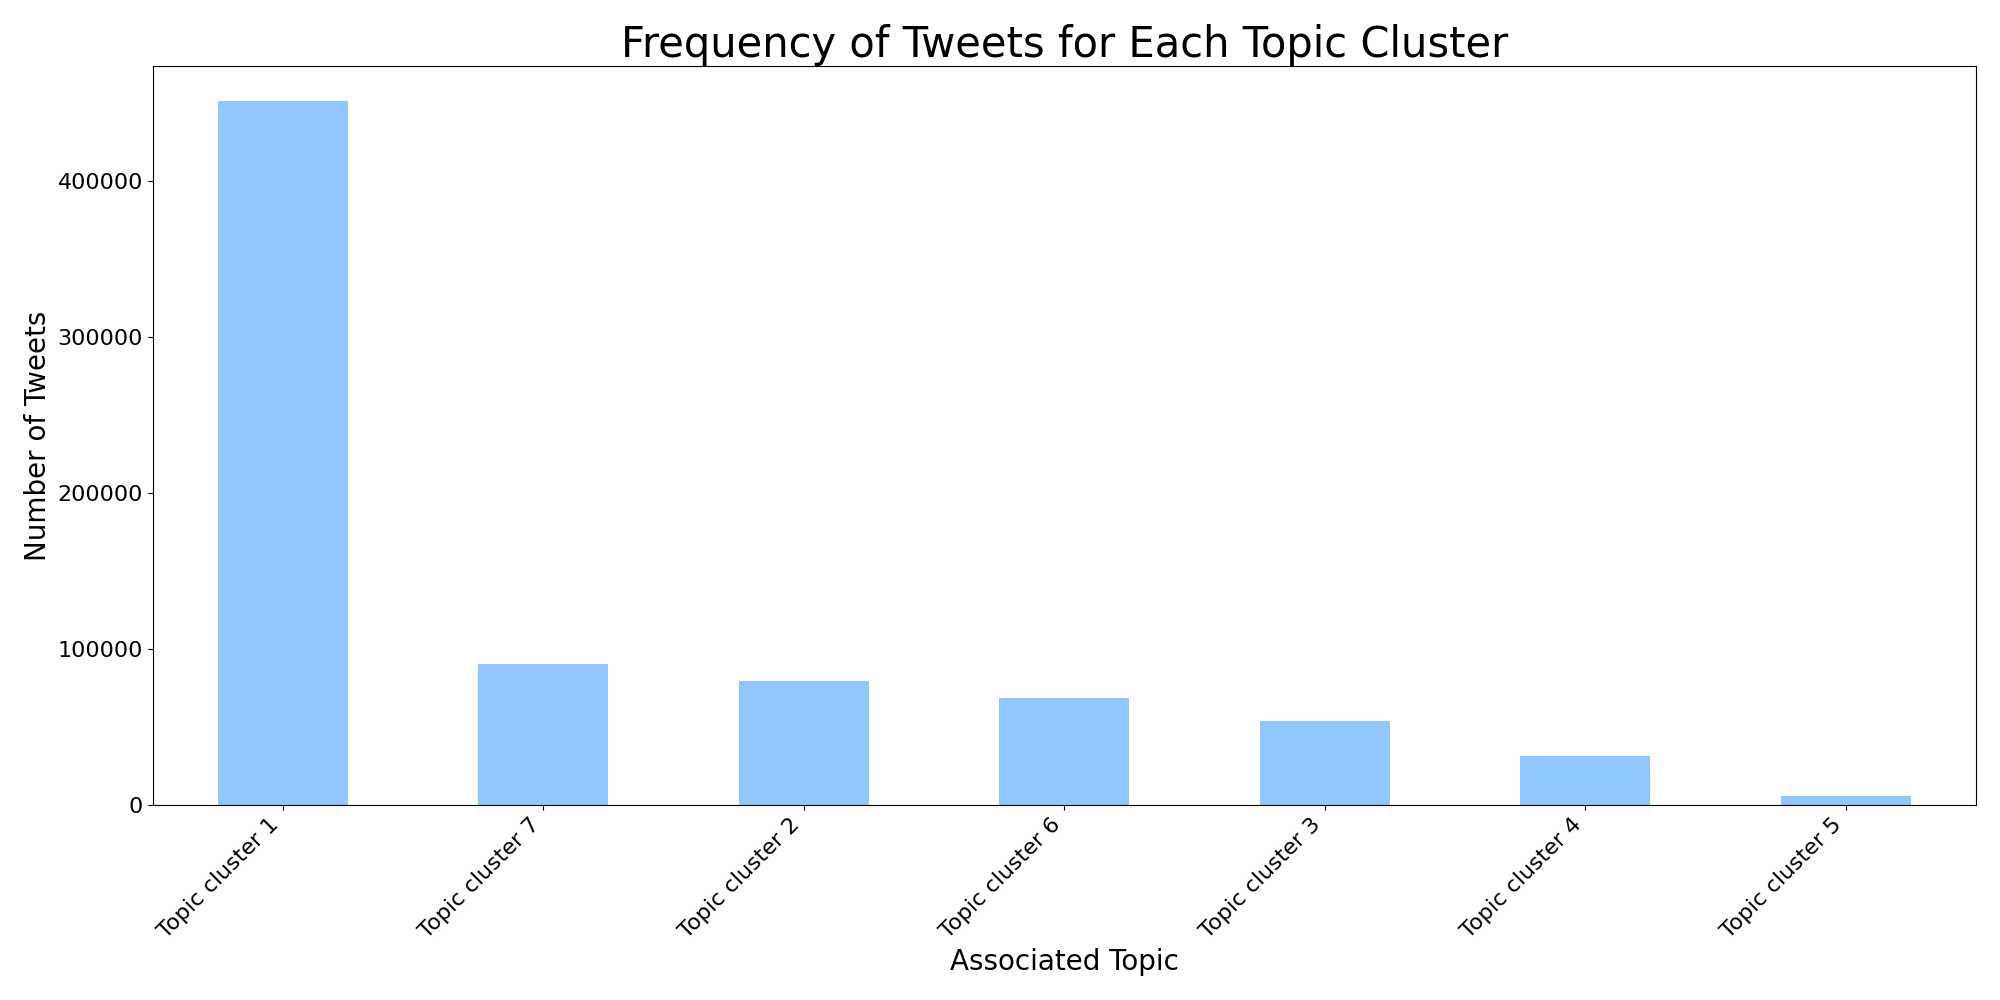 Frequency of Tweets for Each Topic Cluster
Number of Tweets
400000
300000
200000
100000
0
Topic cluster 1
Topic cluster 7
Topic cluster 2
Topic cluster 6
Topic cluster 3
Topic cluster 4
Topic cluster 5
Associated Topic